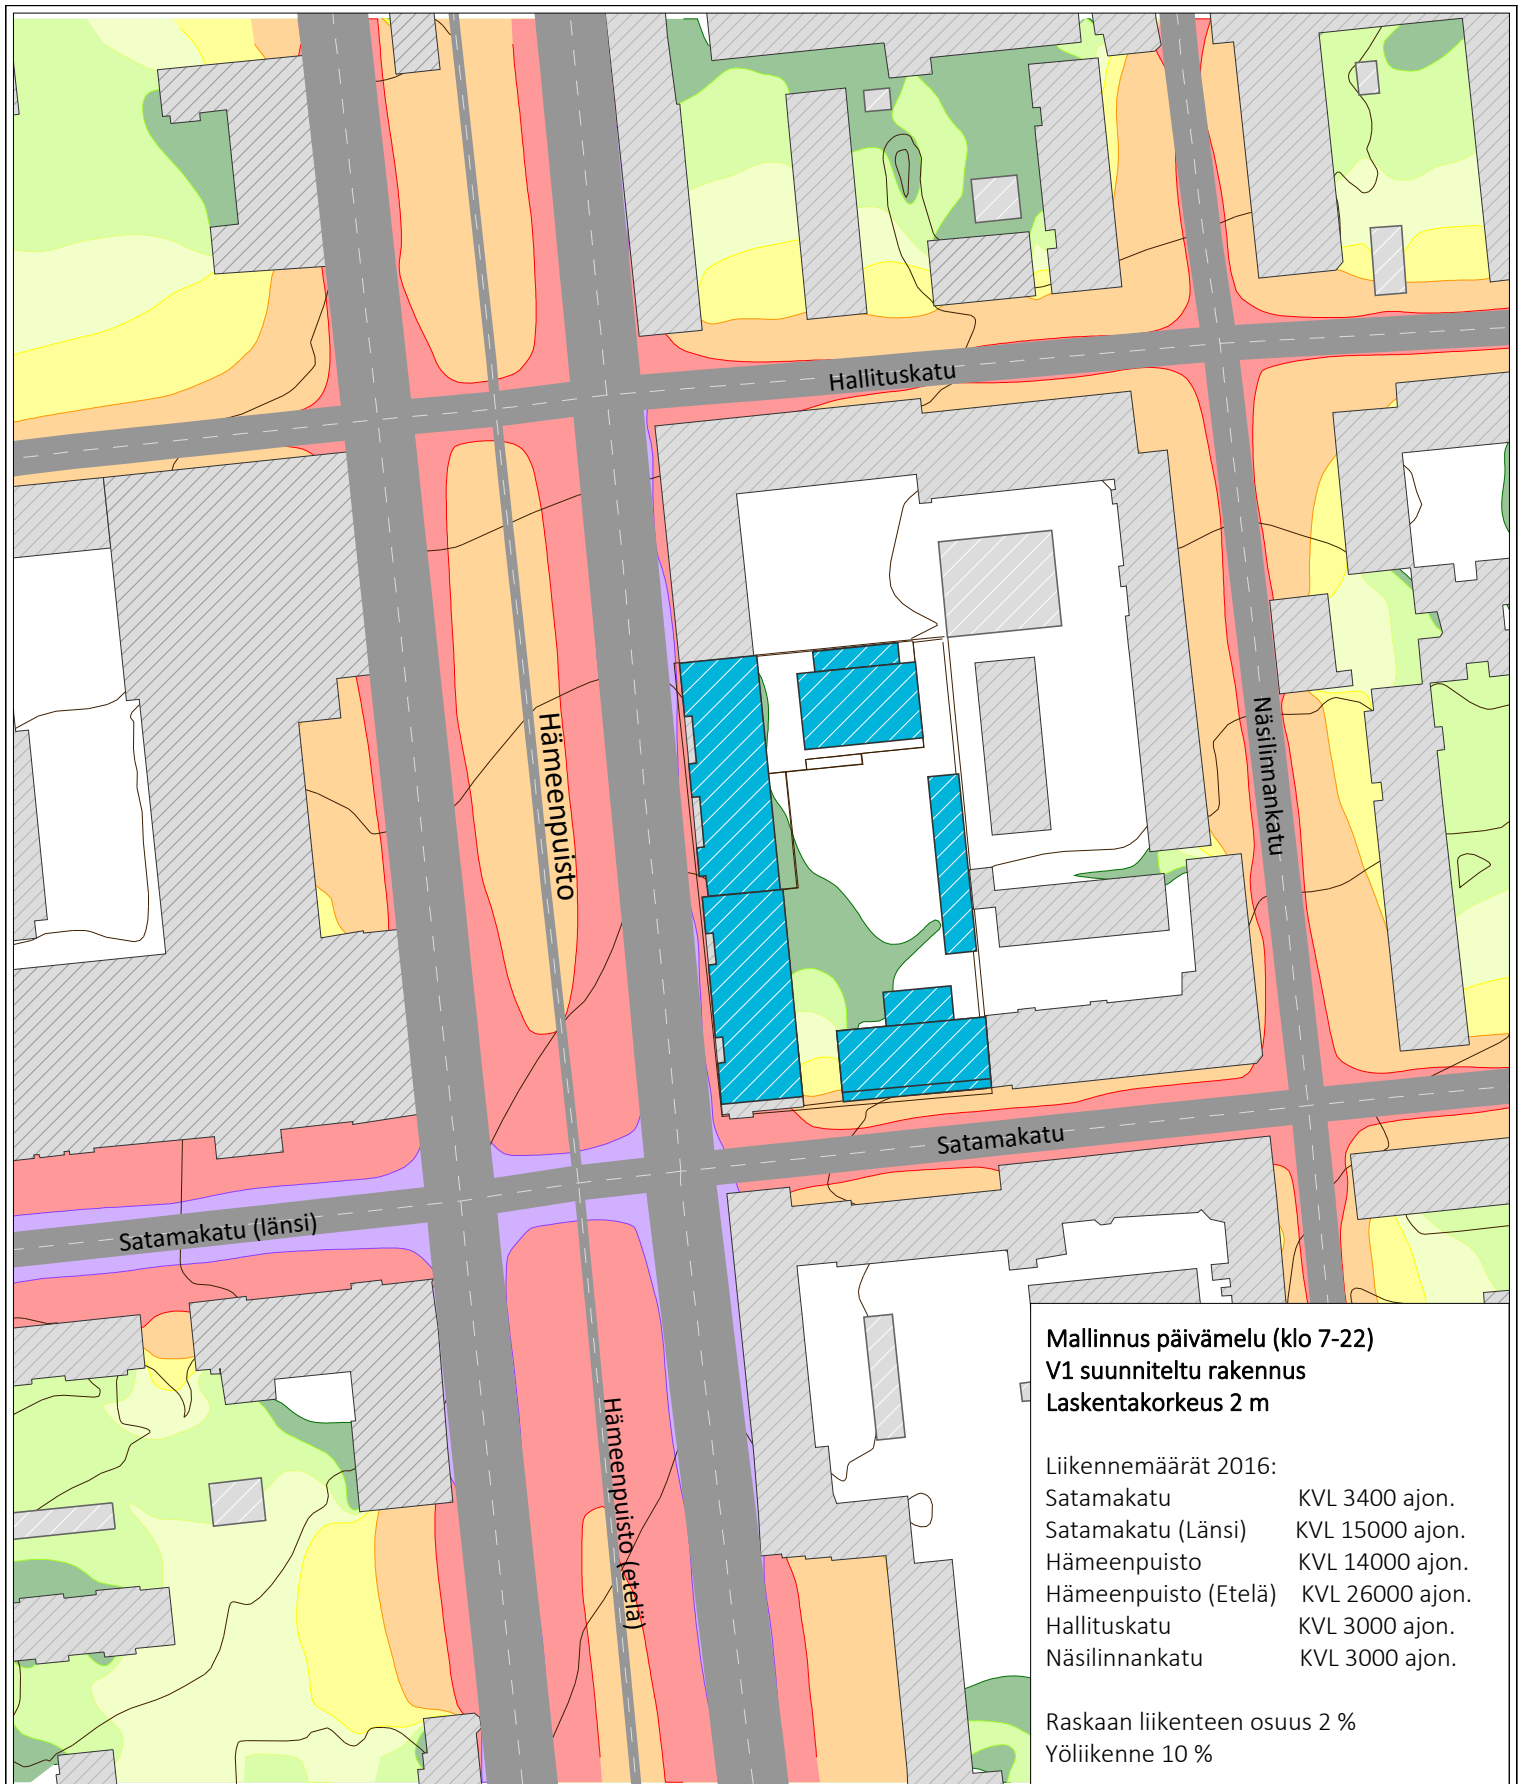 Hallituskatu
Hämeenpuisto
Näsilinnankatu
Satamakatu
Satamakatu (länsi)
Hämeenpuisto (etelä)
Mallinnus päivämelu (klo 7-22)
V1 suunniteltu rakennus
Laskentakorkeus 2 m
Liikennemäärät 2016:
Satamakatu KVL 3400 ajon.
Satamakatu (Länsi) KVL 15000 ajon.
Hämeenpuisto KVL 14000 ajon.
Hämeenpuisto (Etelä) KVL 26000 ajon.
Hallituskatu KVL 3000 ajon.
Näsilinnankatu KVL 3000 ajon.
Raskaan liikenteen osuus 2 %
Yöliikenne 10 %